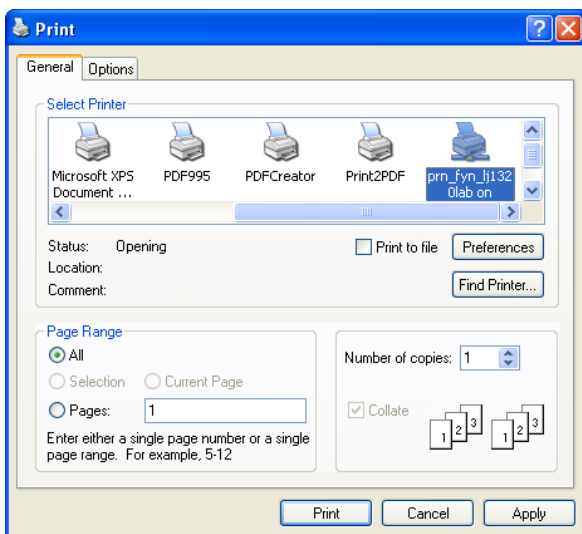 Print
General Options
Select Printer
Microsoft XPS Document ... PDF995 PDFCreator Print2PDF prn_fyn_lj132
0lab on
Status: Opening
Print to file Preferences
Location:
Comment:
Find Printer...
Page Range
All
Selection Current Page
Pages: 1
Enter either a single page number or a single
page range. For example, 5-12
Number of copies: 1
Collate
1 2 3 1 2 3
Print Cancel Apply